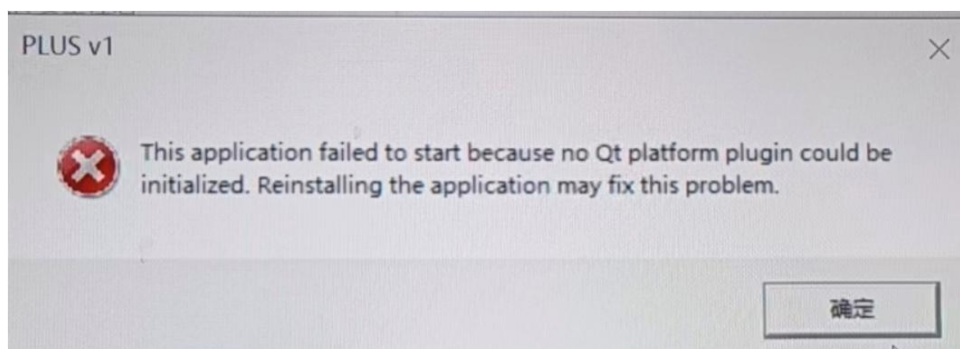 PLUS v1
This application failed to start because no Qt platform plugin could be
initialized. Reinstalling the application may fix this problem.
确定